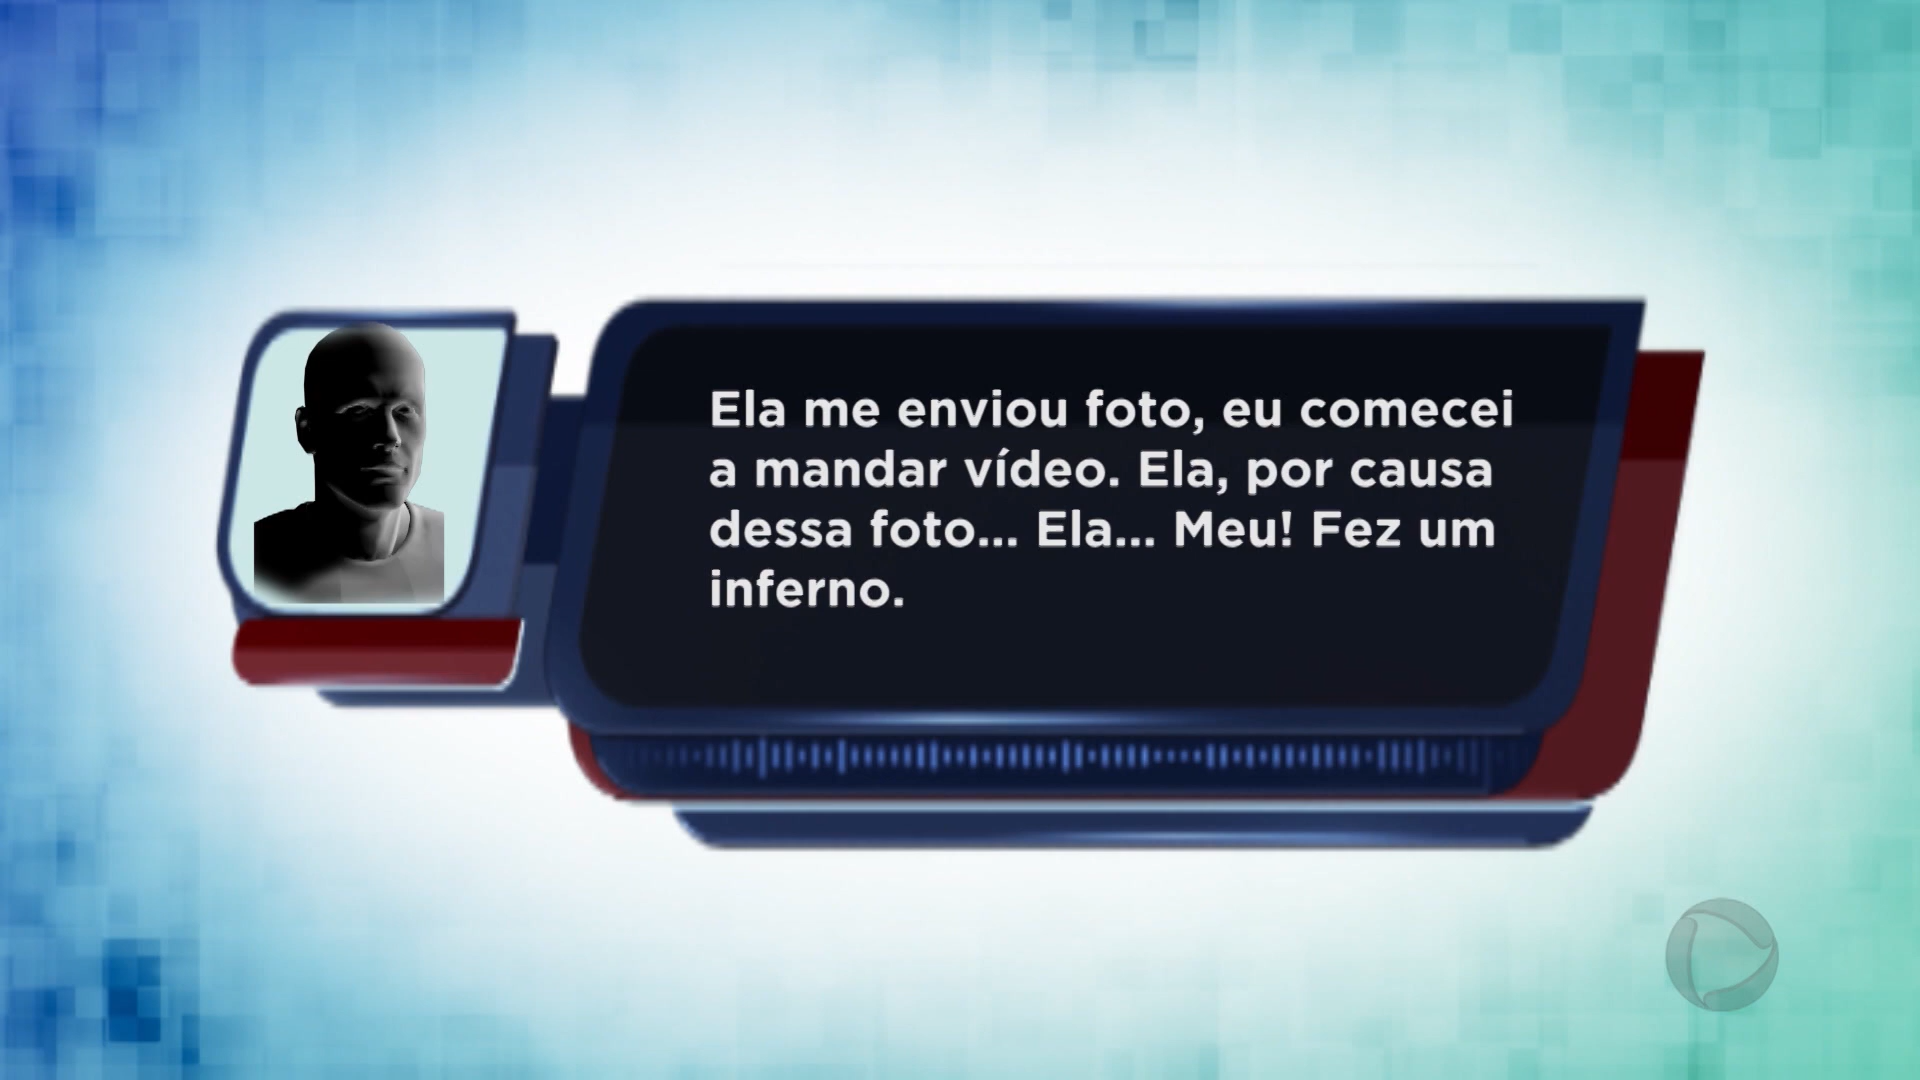 Ela me enviou foto, eu comecei
a mandar vídeo. Ela, por causa
dessa foto... Ela... Meu! Fez um
inferno.